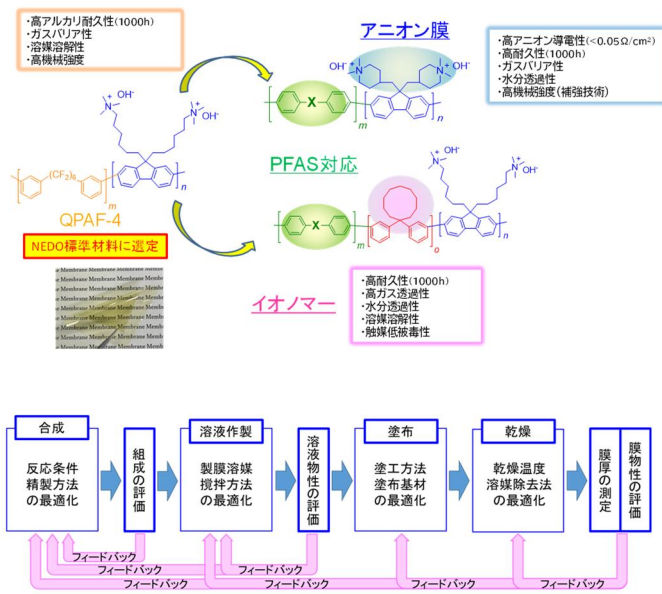 ・高アルカリ耐久性(1000h)
・ガスバリア性
・溶媒溶解性
・高機械強度
アニオン膜
・高アニオン導電性(<0.05Ω/cm²)
・高耐久性(1000h)
・ガスバリア性
・水分透過性
・高機械強度(補強技術)
OH⁻
OH⁻
OH⁻
OH⁻
N⁺
N⁺
N⁺
N⁺
X
m
n
(CF₂)₆
m
n
QPAF-4
PFAS対応
NEDO標準材料に選定
OH⁻
OH⁻
N⁺
N⁺
X
m
o
n
Membrane
イオノマー
・高耐久性(1000h)
・高ガス透過性
・水分透過性
・溶媒溶解性
・触媒低被毒性
合成
反応条件
精製方法
の最適化
組成の評価
溶液作製
製膜溶媒
撹拌方法
の最適化
溶液物性の評価
塗布
塗工方法
塗布基材
の最適化
乾燥
乾燥温度
溶媒除去法
の最適化
膜厚の測定
膜物性の評価
フィードバック
フィードバック
フィードバック
フィードバック
フィードバック
フィードバック
フィードバック